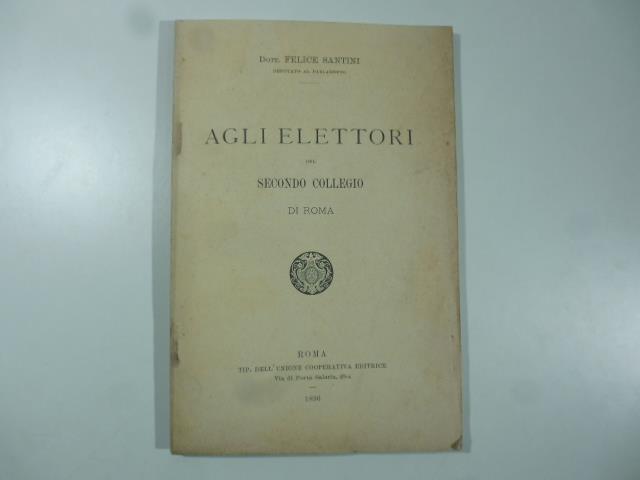 Dott. FELICE SANTINI
DEPUTATO AL PARLAMENTO
AGLI ELETTORI
DEL
SECONDO COLLEGIO
DI ROMA
ROMA
TIP. DELL'UNIONE COOPERATIVA EDITRICE
Via di Porta Salaria,
1896